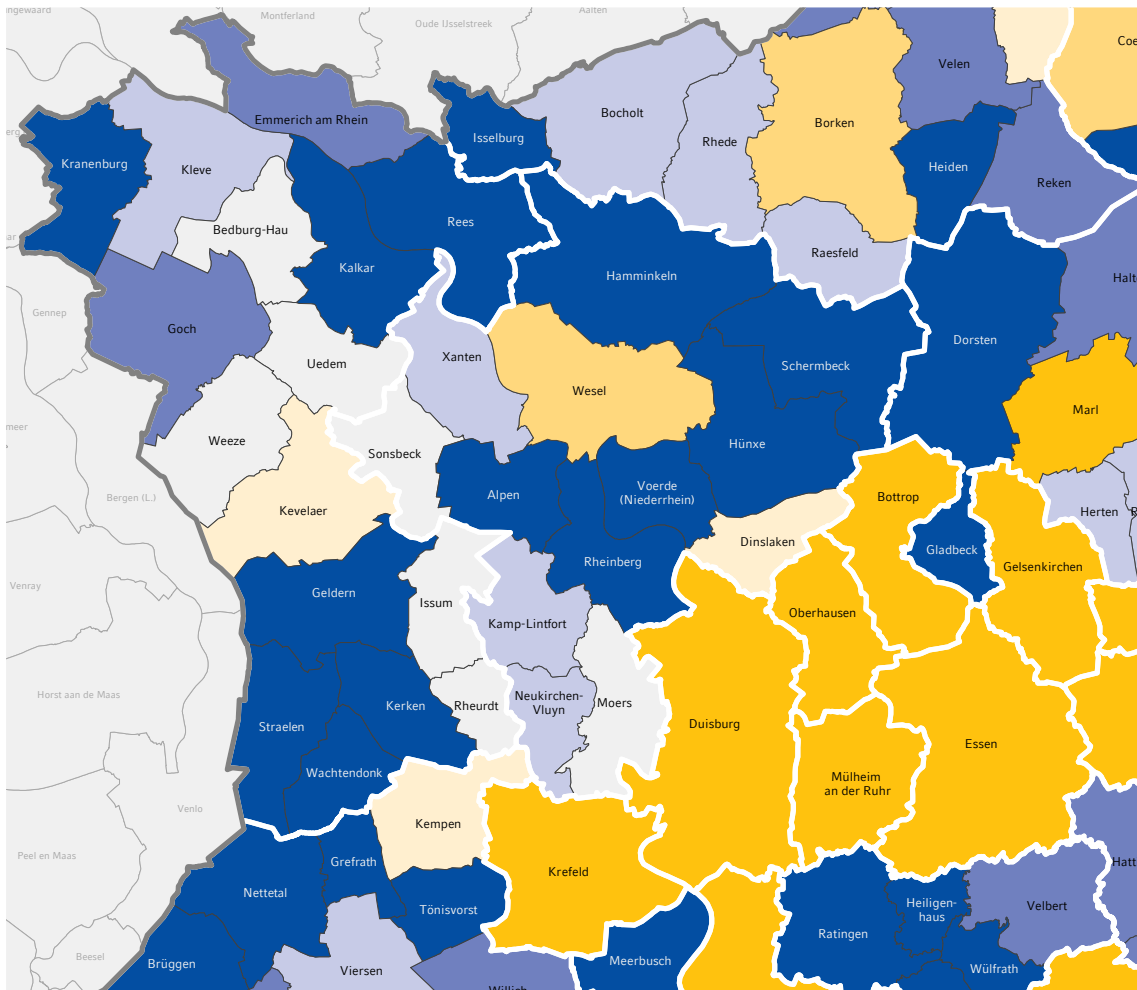 ngewaard
Montferland
Oude IJsselstreek
Aalten
Coe
Velen
Emmerich am Rhein
Bocholt
Borken
Isselburg
Rhede
Kranenburg
Kleve
Heiden
Reken
Rees
Bedburg-Hau
Raesfeld
Kalkar
Hamminkeln
Halt
Gennep
Goch
Dorsten
Xanten
Uedem
Schermbeck
Wesel
Marl
meer
Weeze
Hünxe
Sonsbeck
Voerde
(Niederrhein)
Bergen (L.)
Alpen
Bottrop
Kevelaer
Herten
R
Dinslaken
Gladbeck
Rheinberg
Gelsenkirchen
Venray
Geldern
Issum
Oberhausen
Kamp-Lintfort
Horst aan de Maas
Neukirchen-
Vluyn
Kerken
Rheurdt
Moers
Straelen
Duisburg
Essen
Wachtendonk
Mülheim
an der Ruhr
Venlo
Kempen
Peel en Maas
Grefrath
Hatt
Krefeld
Nettetal
Tönisvorst
Heiligen-
haus
Velbert
Ratingen
Beesel
Brüggen
Viersen
Meerbusch
Wülfrath
Willich